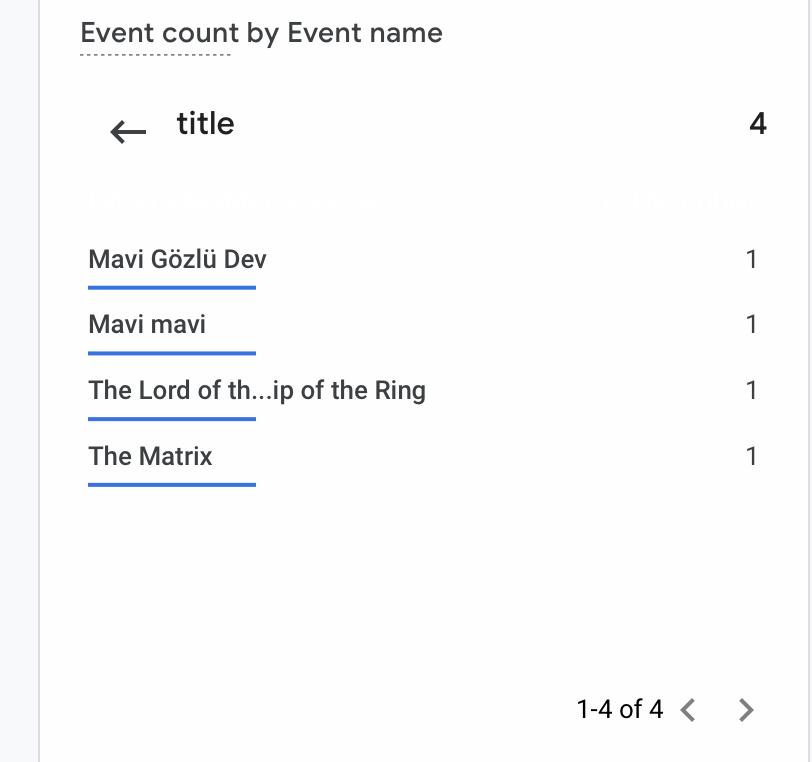 Event count by Event name
title 4
Mavi Gözlü Dev 1
Mavi mavi 1
The Lord of th...ip of the Ring 1
The Matrix 1
1-4 of 4